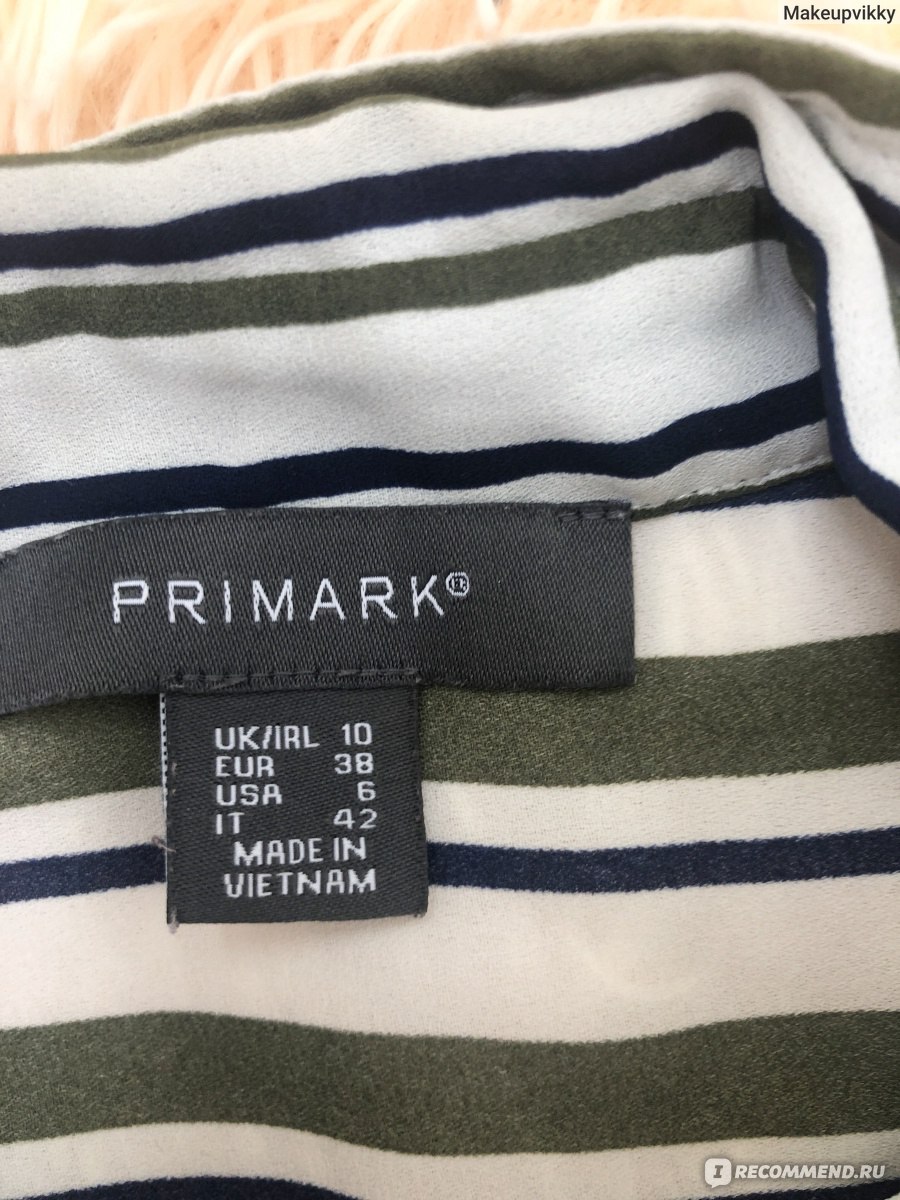 Makeupvikky
PRIMARK®
UK/IRL 10
EUR 38
USA 6
IT 42
MADE IN
VIETNAM
I RECOMMEND.RU